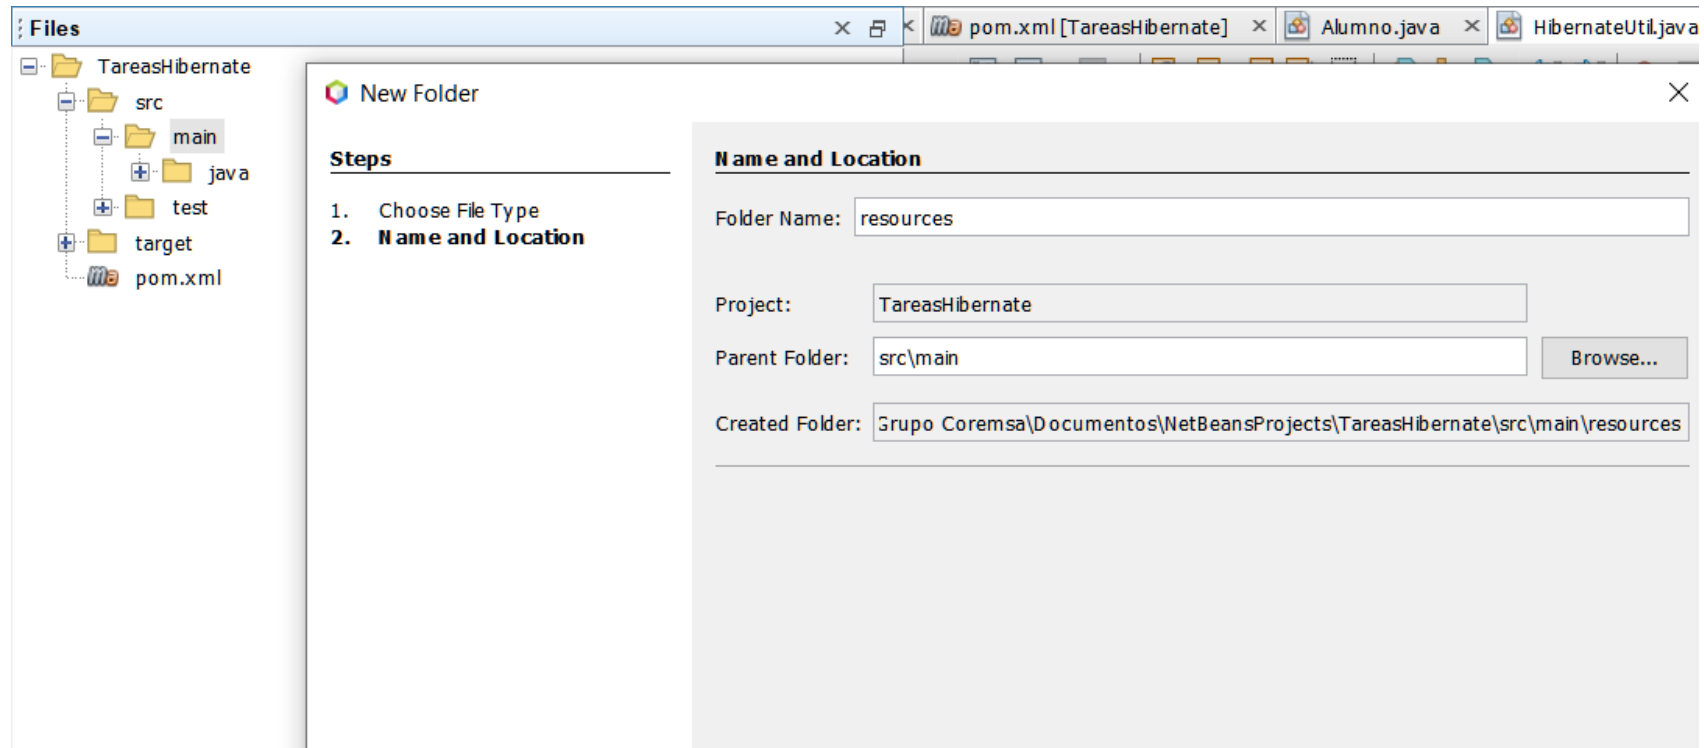 Files
pom.xml [TareasHibernate]
Alumno.java
HibernateUtil.java
TareasHibernate
src
main
java
test
target
pom.xml
New Folder
Steps
1. Choose File Type
2. Name and Location
Name and Location
Folder Name: resources
Project: TareasHibernate
Parent Folder: src\main
Browse...
Created Folder: Grupo Coremsa\Documentos\NetBeansProjects\TareasHibernate\src\main\resources